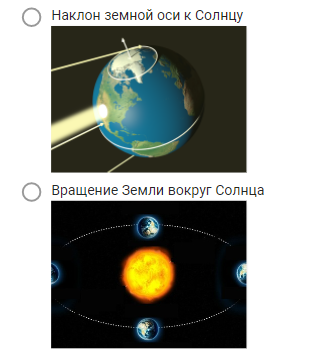 Наклон земной оси к Солнцу
Вращение Земли вокруг Солнца